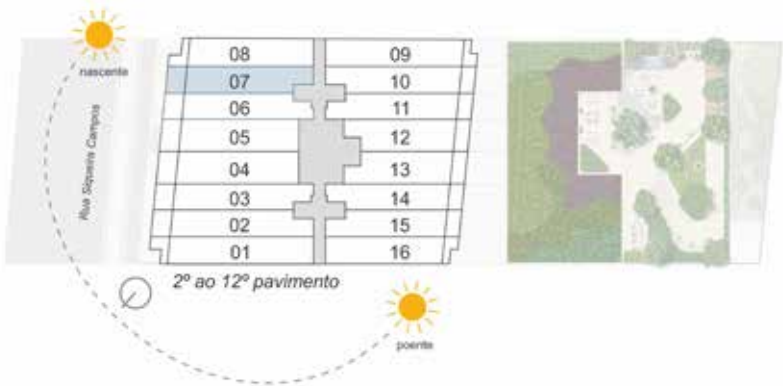 nascente
Rua Siqueira Campos
08 09
07 10
06 11
05 12
04 13
03 14
02 15
01 16
2º ao 12º pavimento
poente